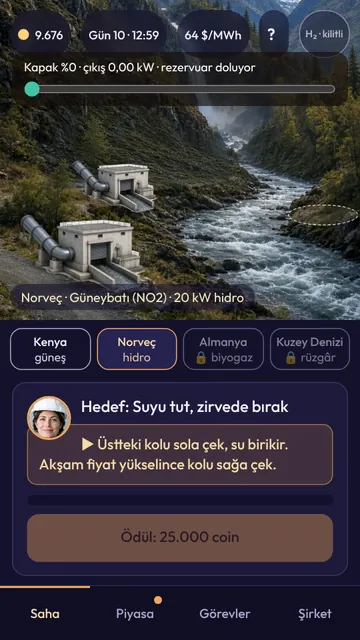 9.676
Gün 10 · 12:59
64 $/MWh
?
H₂ · kilitli
Kapak %0 · çıkış 0,00 kW · rezervuar doluyor
Norveç · Güneybatı (NO2) · 20 kW hidro
Kenya
güneş
Norveç
hidro
Almanya
🔒 biyogaz
Kuzey Denizi
🔒 rüzgâr
Hedef: Suyu tut, zirvede bırak
▶ Üstteki kolu sola çek, su birikir.
Akşam fiyat yükselince kolu sağa çek.
Ödül: 25.000 coin
Saha
Piyasa
Görevler
Şirket